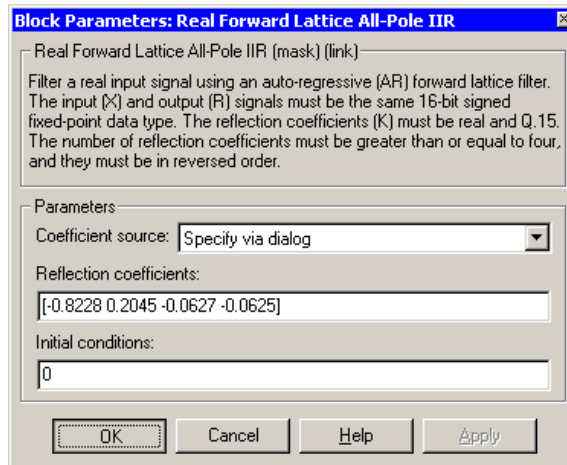 Block Parameters: Real Forward Lattice All-Pole IIR
Real Forward Lattice All-Pole IIR (mask) (link)
Filter a real input signal using an auto-regressive (AR) forward lattice filter.
The input (X) and output (R) signals must be the same 16-bit signed
fixed-point data type. The reflection coefficients (K) must be real and Q.15.
The number of reflection coefficients must be greater than or equal to four,
and they must be in reversed order.
Parameters
Coefficient source: Specify via dialog
Reflection coefficients:
[-0.8228 0.2045 -0.0627 -0.0625]
Initial conditions:
0
OK Cancel Help Apply